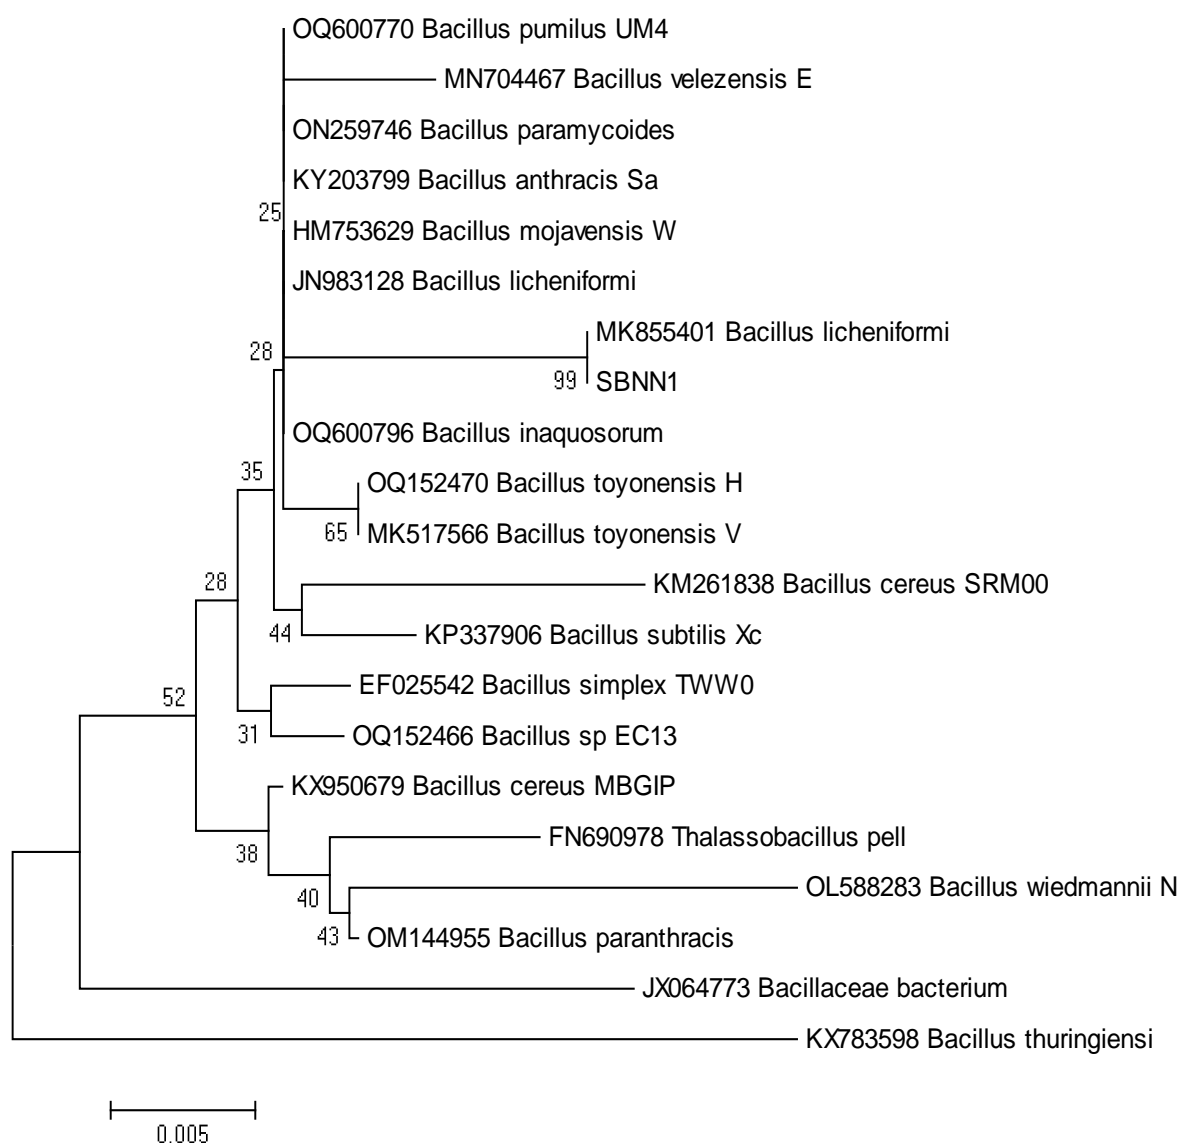 OQ600770 Bacillus pumilus UM4
MN704467 Bacillus velezensis E
ON259746 Bacillus paramycoides
KY203799 Bacillus anthracis Sa
25
HM753629 Bacillus mojavensis W
JN983128 Bacillus licheniformi
MK855401 Bacillus licheniformi
28
99 SBNN1
OQ600796 Bacillus inaquosorum
35
OQ152470 Bacillus toyonensis H
65 MK517566 Bacillus toyonensis V
28
KM261838 Bacillus cereus SRM00
44
KP337906 Bacillus subtilis Xc
EF025542 Bacillus simplex TWW0
52
31
OQ152466 Bacillus sp EC13
KX950679 Bacillus cereus MBGIP
FN690978 Thalassobacillus pell
38
OL588283 Bacillus wiedmannii N
40
43 OM144955 Bacillus paranthracis
JX064773 Bacillaceae bacterium
KX783598 Bacillus thuringiensi
0.005